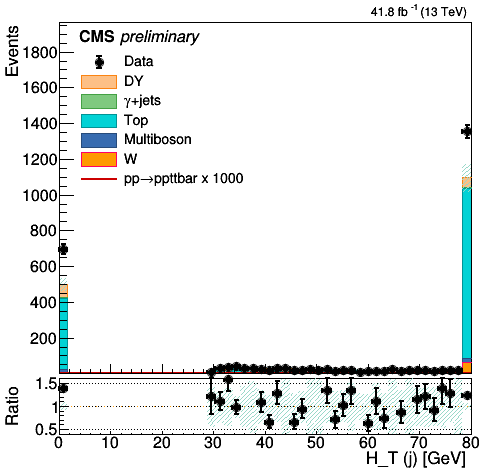 41.8 fb⁻¹ (13 TeV)
CMS preliminary
Data
DY
γ+jets
Top
Multiboson
W
pp→ppttbar x 1000
Events
1800
1600
1400
1200
1000
800
600
400
200
Ratio
1.5
1
0.5
0 10 20 30 40 50 60 70 80
H_T (j) [GeV]